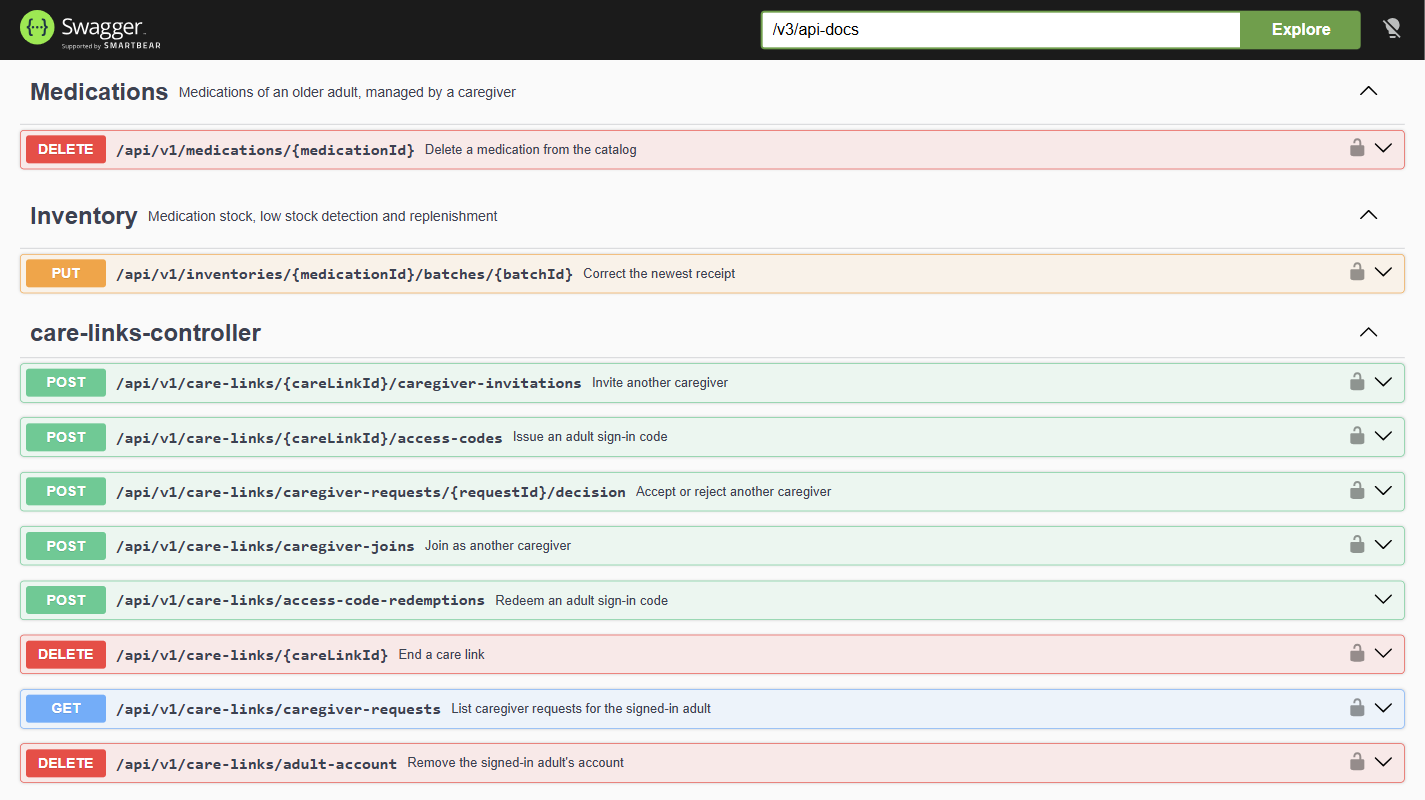 Swagger
Supported by SMARTBEAR
/v3/api-docs
Explore
Medications Medications of an older adult, managed by a caregiver
DELETE /api/v1/medications/{medicationId} Delete a medication from the catalog
Inventory Medication stock, low stock detection and replenishment
PUT /api/v1/inventories/{medicationId}/batches/{batchId} Correct the newest receipt
care-links-controller
POST /api/v1/care-links/{careLinkId}/caregiver-invitations Invite another caregiver
POST /api/v1/care-links/{careLinkId}/access-codes Issue an adult sign-in code
POST /api/v1/care-links/caregiver-requests/{requestId}/decision Accept or reject another caregiver
POST /api/v1/care-links/caregiver-joins Join as another caregiver
POST /api/v1/care-links/access-code-redemptions Redeem an adult sign-in code
DELETE /api/v1/care-links/{careLinkId} End a care link
GET /api/v1/care-links/caregiver-requests List caregiver requests for the signed-in adult
DELETE /api/v1/care-links/adult-account Remove the signed-in adult's account